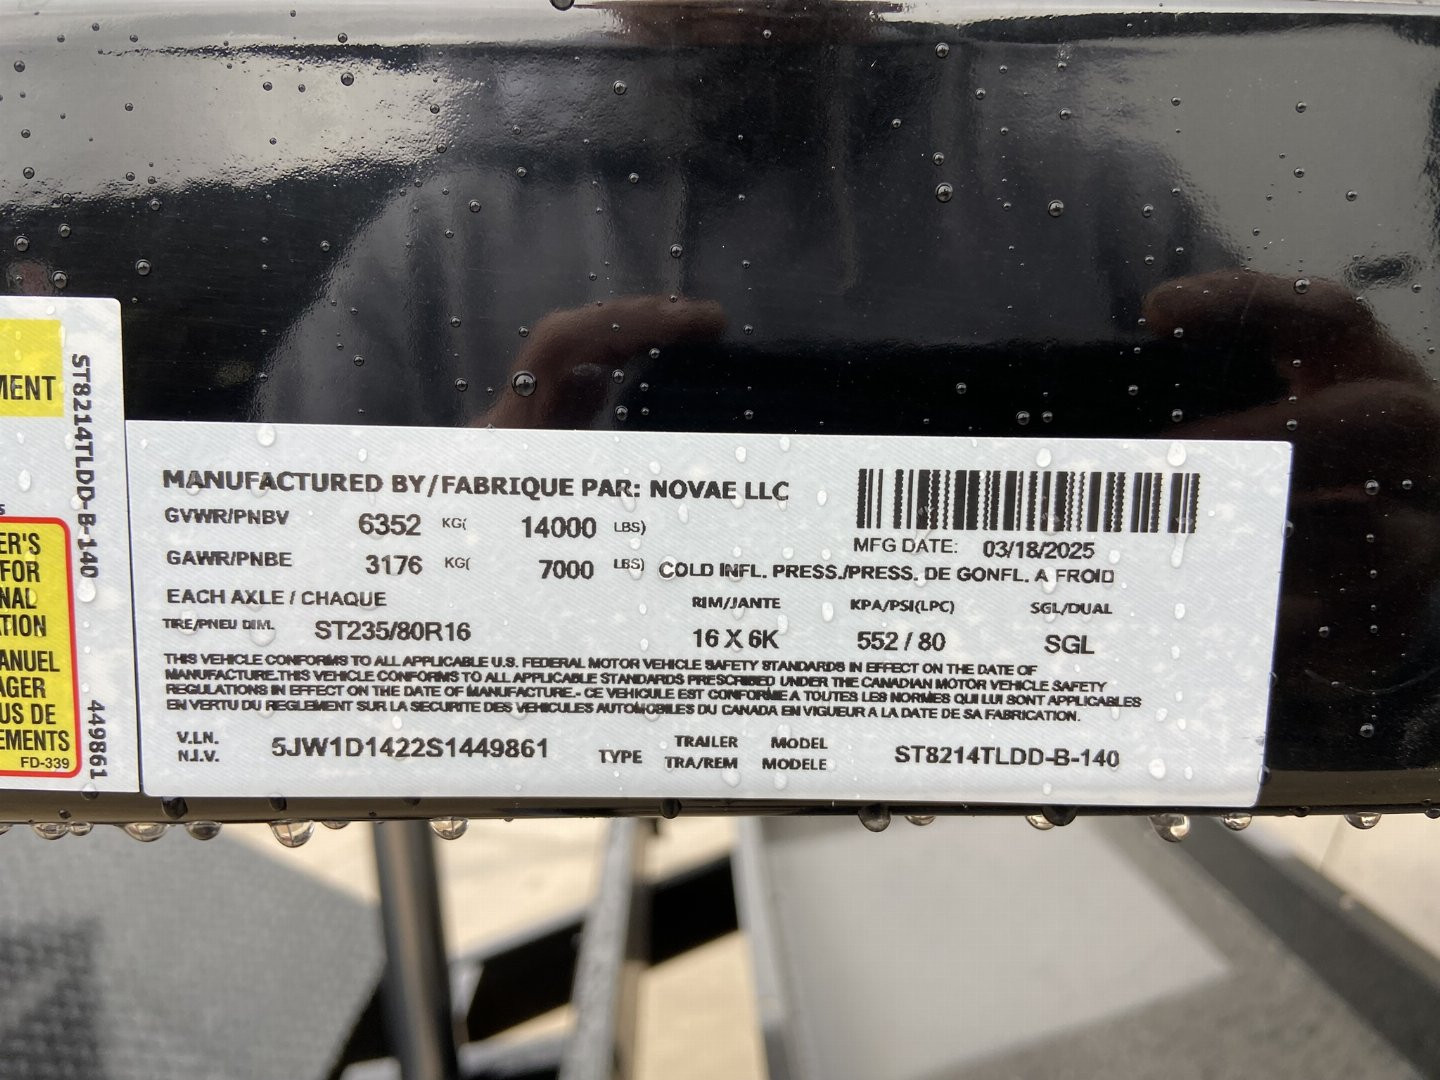 MENT
ST8214TLDD-B-140
ER'S
FOR
NAL
TION
ANUEL
AGER
US DE
EMENTS
FD-339
449861
MANUFACTURED BY/FABRIQUE PAR: NOVAE LLC
GVWR/PNBV 6352 KG( 14000 LBS)
MFG DATE: 03/18/2025
GAWR/PNBE 3176 KG( 7000 LBS) COLD INFL. PRESS./PRESS. DE GONFL. A FROID
EACH AXLE / CHAQUE RIM/JANTE KPA/PSI(LPC) SGL/DUAL
TIRE/PNEU DIM. ST235/80R16 16 X 6K 552 / 80 SGL
THIS VEHICLE CONFORMS TO ALL APPLICABLE U.S. FEDERAL MOTOR VEHICLE SAFETY STANDARDS IN EFFECT ON THE DATE OF
MANUFACTURE.THIS VEHICLE CONFORMS TO ALL APPLICABLE STANDARDS PRESCRIBED UNDER THE CANADIAN MOTOR VEHICLE SAFETY
REGULATIONS IN EFFECT ON THE DATE OF MANUFACTURE.- CE VEHICULE EST CONFORME A TOUTES LES NORMES QUI LUI SONT APPLICABLES
EN VERTU DU REGLEMENT SUR LA SECURITE DES VEHICULES AUTOMOBILES DU CANADA EN VIGUEUR A LA DATE DE SA FABRICATION.
V.I.N. 5JW1D1422S1449861 TYPE TRAILER MODEL ST8214TLDD-B-140
N.I.V. TRA/REM MODELE